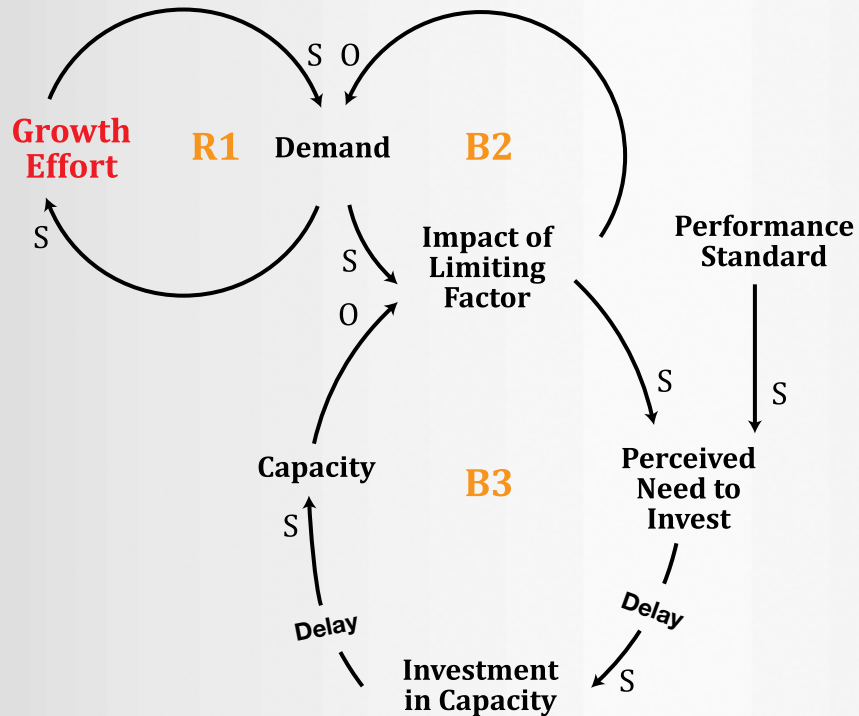 S O
Growth
Effort
R1
Demand
B2
S
S
Impact of
Limiting
Factor
Performance
Standard
O
S
S
Capacity
B3
Perceived
Need to
Invest
S
Delay
Delay
S
Investment
in Capacity